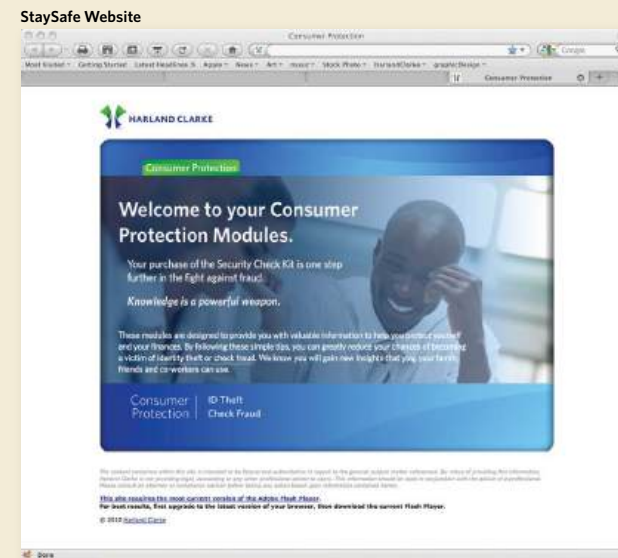 StaySafe Website
Consumer Protection
Google
Most Visited Getting Started Latest Headlines Apple News Art music Stock Photo HarlandClarke graphicDesign
Consumer Protection
HARLAND CLARKE
Consumer Protection
Welcome to your Consumer
Protection Modules.
Your purchase of the Security Check Kit is one step
further in the fight against fraud.
Knowledge is a powerful weapon.
These modules are designed to provide you with valuable information to help you protect yourself
and your finances. By following these simple tips, you can greatly reduce your chances of becoming
a victim of identity theft or check fraud. We know you will gain new insights that you, your family,
friends and co-workers can use.
Consumer | ID Theft
Protection | Check Fraud
This site requires the most current version of the Adobe Flash Player.
For best results, first upgrade to the latest version of your browser, then download the current Flash Player.
© 2010 Harland Clarke
Done